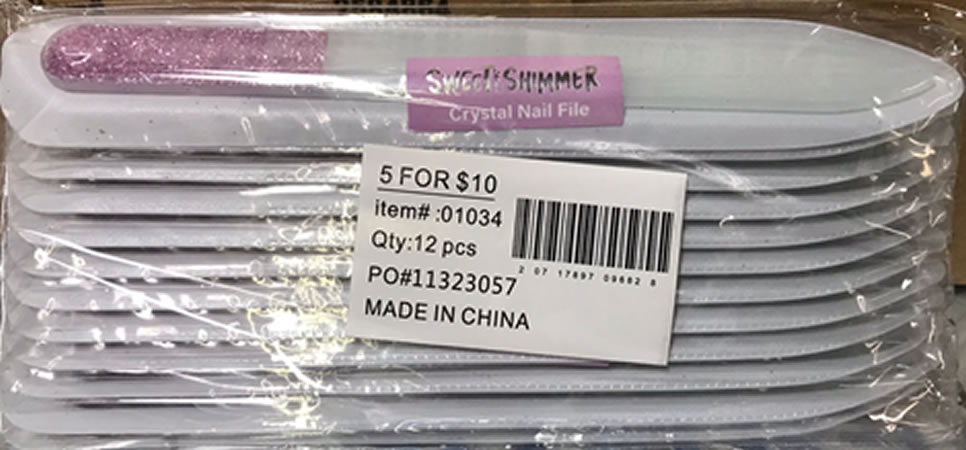 SWEET SHIMMER
Crystal Nail File
5 FOR $10
item# :01034
Qty:12 pcs
PO#11323057
MADE IN CHINA
2 07 17897 09682 8